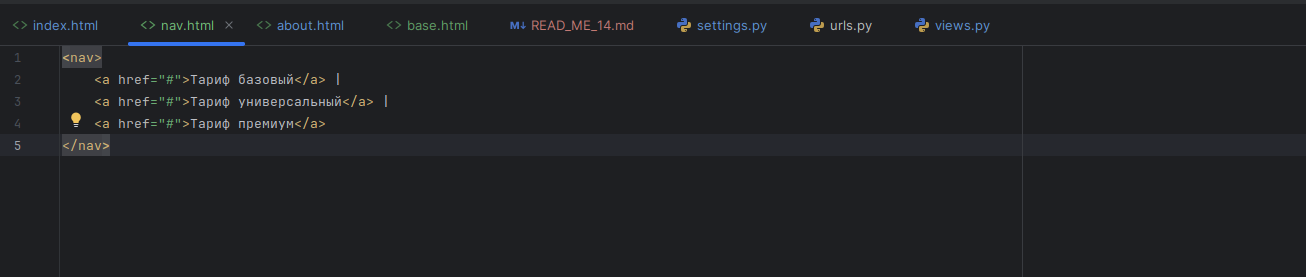 index.html nav.html about.html base.html READ_ME_14.md settings.py urls.py views.py
1 <nav>
2 <a href="#">Тариф базовый</a> |
3 <a href="#">Тариф универсальный</a> |
4 <a href="#">Тариф премиум</a>
5 </nav>